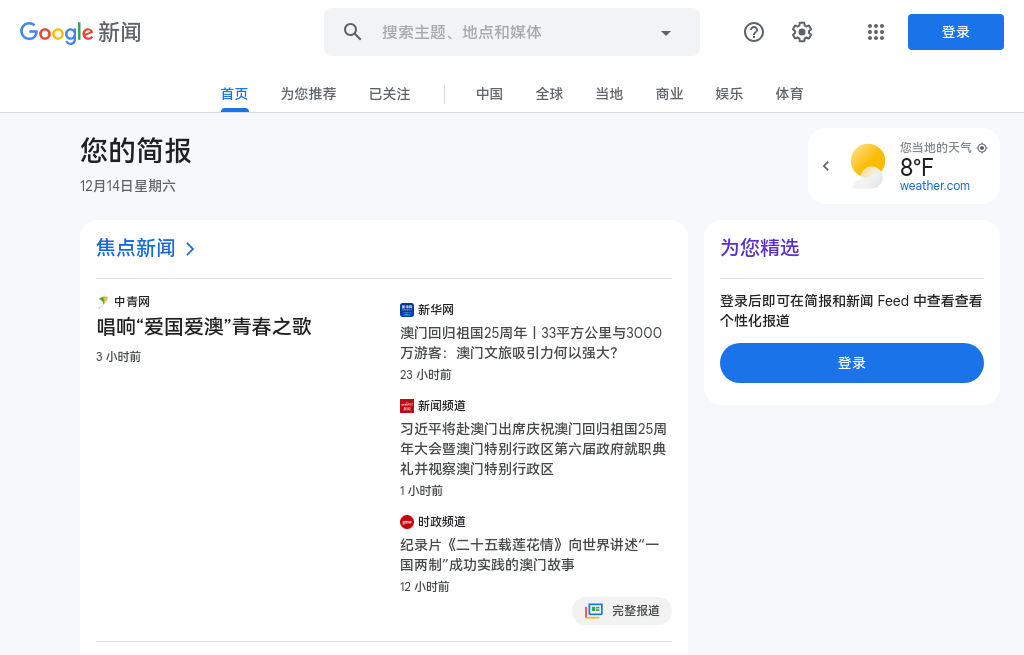 Google 新闻
搜索主题、地点和媒体
登录
首页
为您推荐
已关注
中国
全球
当地
商业
娱乐
体育
您的简报
12月14日星期六
您当地的天气
8°F
weather.com
焦点新闻
中青网
唱响“爱国爱澳”青春之歌
3 小时前
新华网
澳门回归祖国25周年丨33平方公里与3000
万游客：澳门文旅吸引力何以强大？
23 小时前
新闻频道
习近平将赴澳门出席庆祝澳门回归祖国25周
年大会暨澳门特别行政区第六届政府就职典
礼并视察澳门特别行政区
1 小时前
时政频道
纪录片《二十五载莲花情》向世界讲述“一
国两制”成功实践的澳门故事
12 小时前
完整报道
为您精选
登录后即可在简报和新闻 Feed 中查看查看
个性化报道
登录